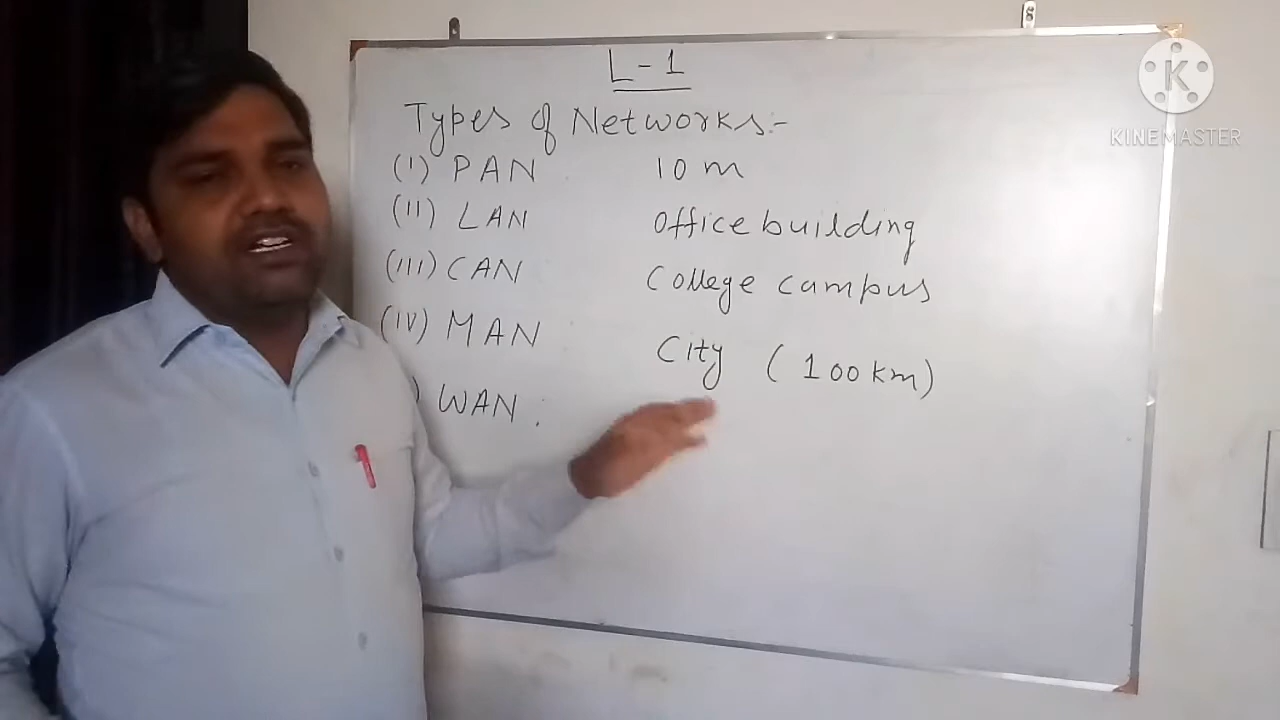 L-1
Types of Networks:-
(I) PAN 10 m
(II) LAN Office building
(III) CAN College campus
(IV) MAN City (100 km)
) WAN :
K
KINEMASTER